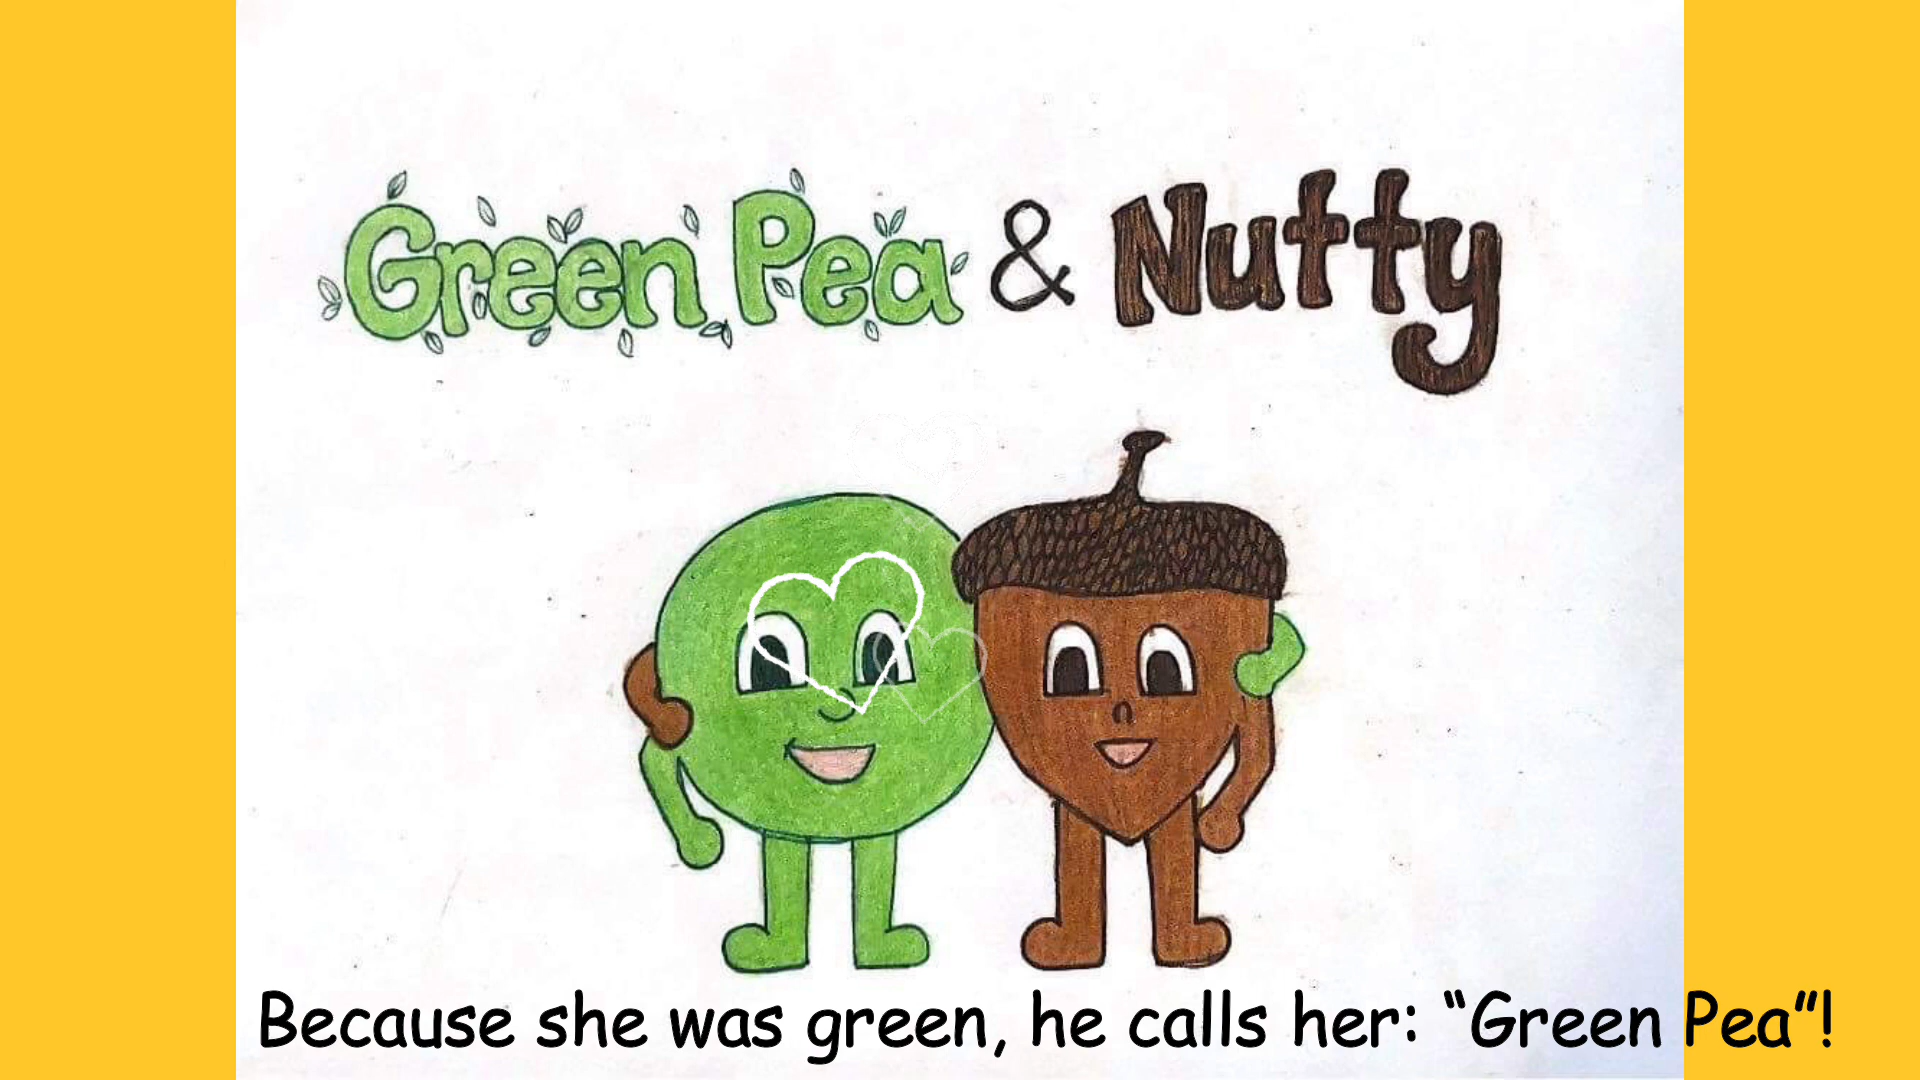 Green Pea & Nutty
Because she was green, he calls her: “Green Pea”!